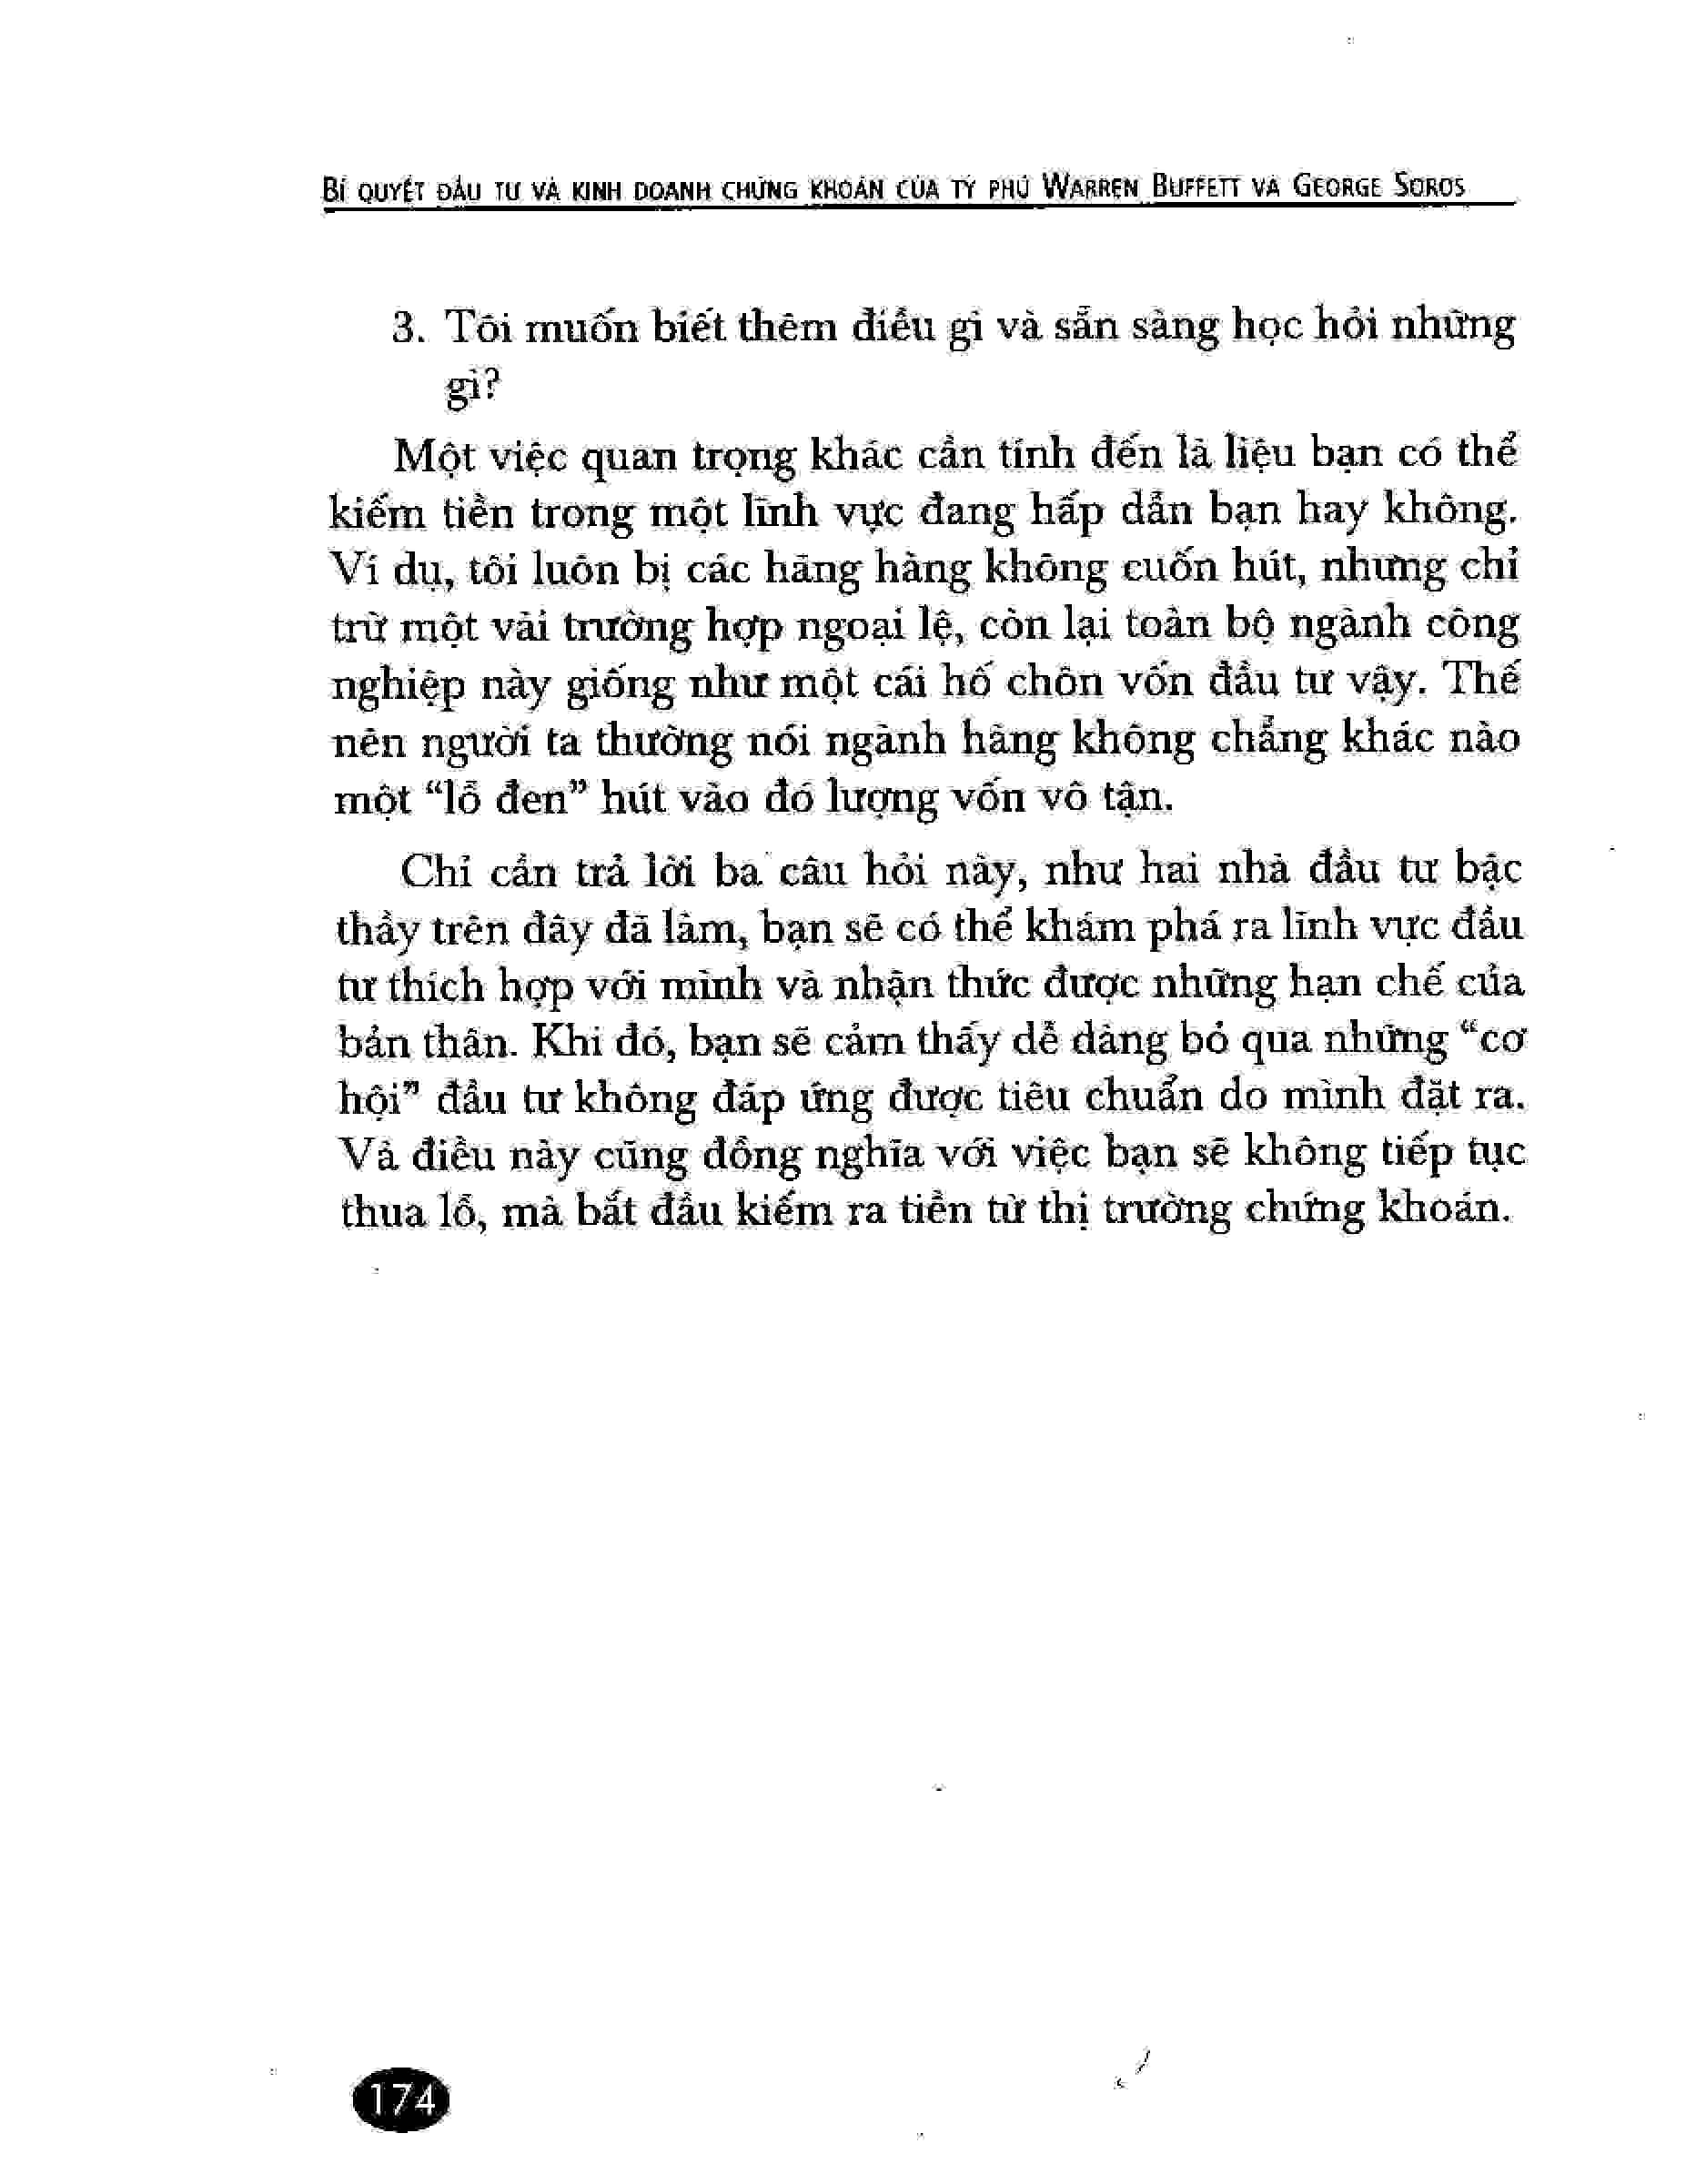 BÍ QUYẾT ĐẦU TƯ VÀ KINH DOANH CHỨNG KHOÁN CỦA TỶ PHÚ WARREN BUFFETT VÀ GEORGE SOROS
3. Tôi muốn biết thêm điều gì và sẵn sàng học hỏi những
gì?
Một việc quan trọng khác cần tính đến là liệu bạn có thể
kiếm tiền trong một lĩnh vực đang hấp dẫn bạn hay không.
Ví dụ, tôi luôn bị các hãng hàng không cuốn hút, nhưng chỉ
trừ một vài trường hợp ngoại lệ, còn lại toàn bộ ngành công
nghiệp này giống như một cái hố chôn vốn đầu tư vậy. Thế
nên người ta thường nói ngành hàng không chẳng khác nào
một “lỗ đen” hút vào đó lượng vốn vô tận.
Chỉ cần trả lời ba câu hỏi này, như hai nhà đầu tư bậc
thầy trên đây đã làm, bạn sẽ có thể khám phá ra lĩnh vực đầu
tư thích hợp với mình và nhận thức được những hạn chế của
bản thân. Khi đó, bạn sẽ cảm thấy dễ dàng bỏ qua những “cơ
hội” đầu tư không đáp ứng được tiêu chuẩn do mình đặt ra.
Và điều này cũng đồng nghĩa với việc bạn sẽ không tiếp tục
thua lỗ, mà bắt đầu kiếm ra tiền từ thị trường chứng khoán.
174